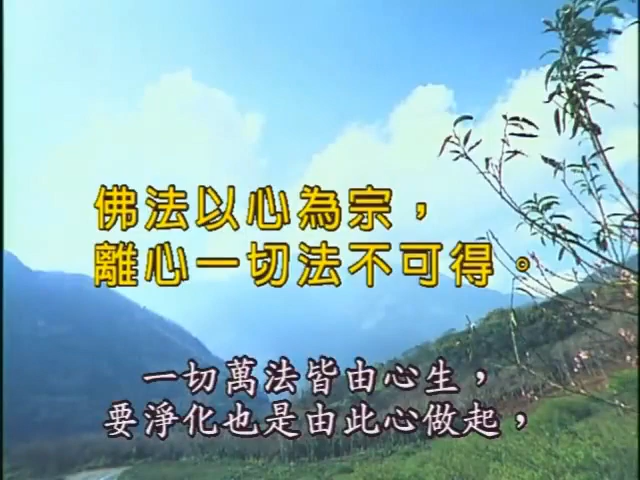 佛法以心為宗，
離心一切法不可得。
一切萬法皆由心生，
要淨化也是由此心做起，